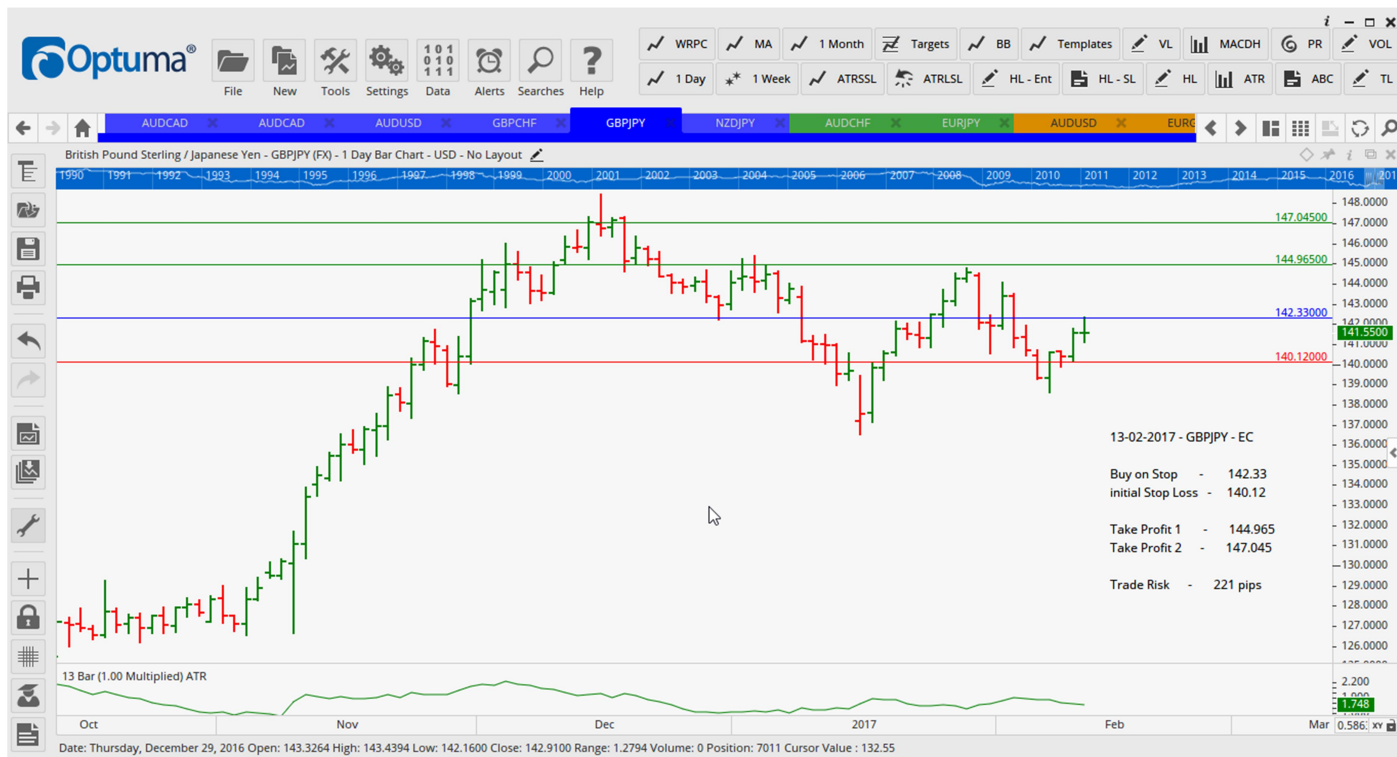 Optuma®
File New Tools Settings Data Alerts Searches Help
WRPC MA 1 Month Targets BB Templates VL MACDH PR VOL
1 Day 1 Week ATRSSL ATRLSL HL - Ent HL - SL HL ATR ABC TL
AUDCAD AUDCAD AUDUSD GBPCHF GBPJPY NZDJPY AUDCHF EURJPY AUDUSD
British Pound Sterling / Japanese Yen - GBPJPY (FX) - 1 Day Bar Chart - USD - No Layout
1990 1991 1992 1993 1994 1995 1996 1997 1998 1999 2000 2001 2002 2003 2004 2005 2006 2007 2008 2009 2010 2011 2012 2013 2014 2015 2016 201
148.0000
147.04500
147.0000
146.0000
144.96500
145.0000
144.0000
143.0000
142.33000
142.0000
141.5500
141.0000
140.12000
140.0000
139.0000
138.0000
137.0000
136.0000
135.0000
134.0000
133.0000
132.0000
131.0000
130.0000
129.0000
128.0000
127.0000
126.0000
13-02-2017 - GBPJPY - EC
Buy on Stop - 142.33
initial Stop Loss - 140.12
Take Profit 1 - 144.965
Take Profit 2 - 147.045
Trade Risk - 221 pips
13 Bar (1.00 Multiplied) ATR
2.200
1.748
Oct Nov Dec 2017 Feb Mar 0.586: XY
Date: Thursday, December 29, 2016 Open: 143.3264 High: 143.4394 Low: 142.1600 Close: 142.9100 Range: 1.2794 Volume: 0 Position: 7011 Cursor Value : 132.55